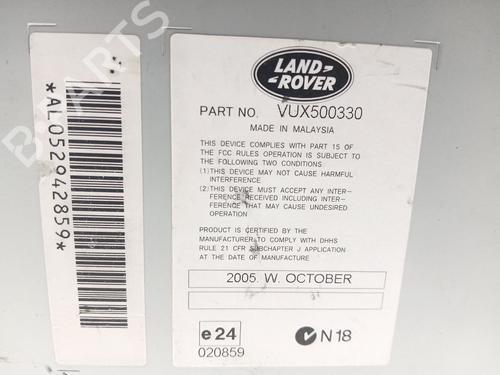 *AL052942859*
LAND-
ROVER
PART NO. VUX500330
MADE IN MALAYSIA
THIS DEVICE COMPLIES WITH PART 15 OF
THE FCC RULES OPERATION IS SUBJECT TO
THE FOLLOWING TWO CONDITIONS
(1) THIS DEVICE MAY NOT CAUSE HARMFUL
INTERFERENCE
(2) THIS DEVICE MUST ACCEPT ANY INTER-
FERENCE RECEIVED INCLUDING INTER-
FERENCE THAT MAY CAUSE UNDESIRED
OPERATION
PRODUCT IS CERTIFIED BY THE
MANUFACTURER TO COMPLY WITH DHHS
RULE 21 CFR SUBCHAPTER J APPLICATION
AT THE DATE OF MANUFACTURE
2005. W. OCTOBER
e24
020859
N18